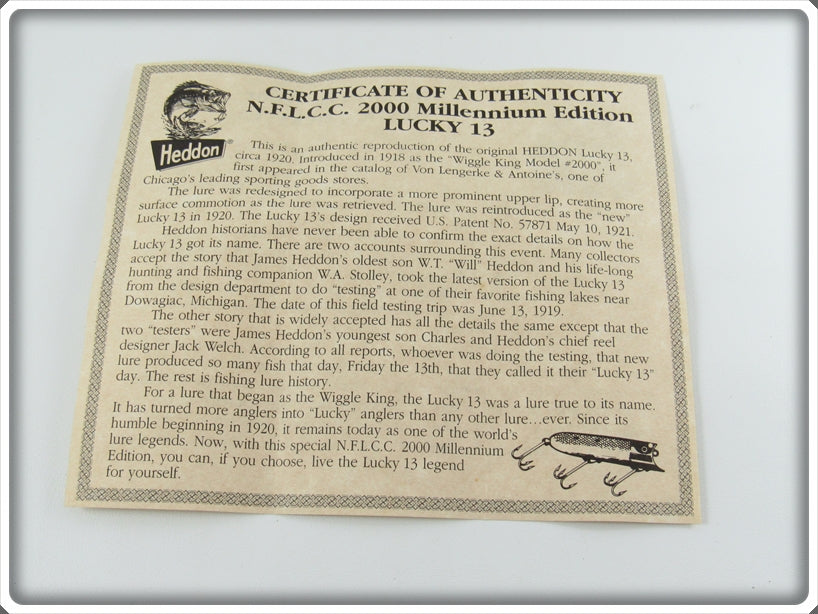 CERTIFICATE OF AUTHENTICITY
N.F.L.C.C. 2000 Millennium Edition
LUCKY 13
Heddon®
This is an authentic reproduction of the original HEDDON Lucky 13,
circa 1920. Introduced in 1918 as the "Wiggle King Model #2000", it
first appeared in the catalog of Von Lengerke & Antoine's, one of
Chicago's leading sporting goods stores.
The lure was redesigned to incorporate a more prominent upper lip, creating more
surface commotion as the lure was retrieved. The lure was reintroduced as the "new"
Lucky 13 in 1920. The Lucky 13's design received U.S. Patent No. 57871 May 10, 1921.
Heddon historians have never been able to confirm the exact details on how the
Lucky 13 got its name. There are two accounts surrounding this event. Many collectors
accept the story that James Heddon's oldest son W.T. "Will" Heddon and his life-long
hunting and fishing companion W.A. Stolley, took the latest version of the Lucky 13
from the design department to do "testing" at one of their favorite fishing lakes near
Dowagiac, Michigan. The date of this field testing trip was June 13, 1919.
The other story that is widely accepted has all the details the same except that the
two "testers" were James Heddon's youngest son Charles and Heddon's chief reel
designer Jack Welch. According to all reports, whoever was doing the testing, that new
lure produced so many fish that day, Friday the 13th, that they called it their "Lucky 13"
day. The rest is fishing lure history.
For a lure that began as the Wiggle King, the Lucky 13 was a lure true to its name.
It has turned more anglers into "Lucky" anglers than any other lure...ever. Since its
humble beginning in 1920, it remains today as one of the world's
lure legends. Now, with this special N.F.L.C.C. 2000 Millennium
Edition, you can, if you choose, live the Lucky 13 legend
for yourself.